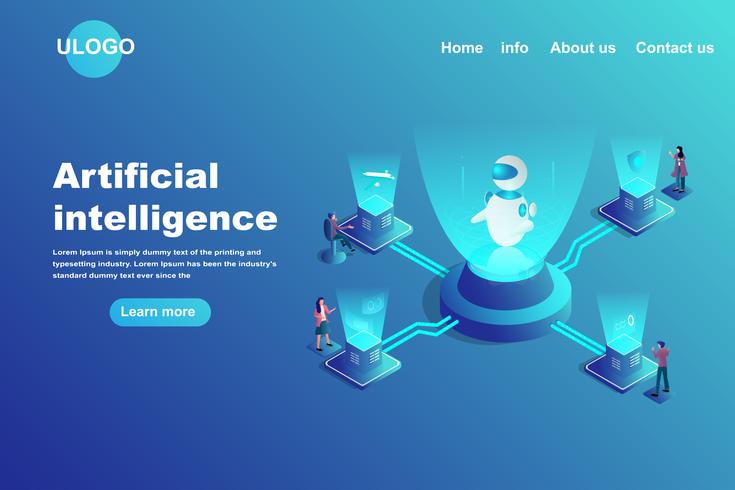 ULOGO
Home info About us Contact us
Artificial
intelligence
Lorem Ipsum is simply dummy text of the printing and
typesetting industry. Lorem Ipsum has been the industry's
standard dummy text ever since the
Learn more